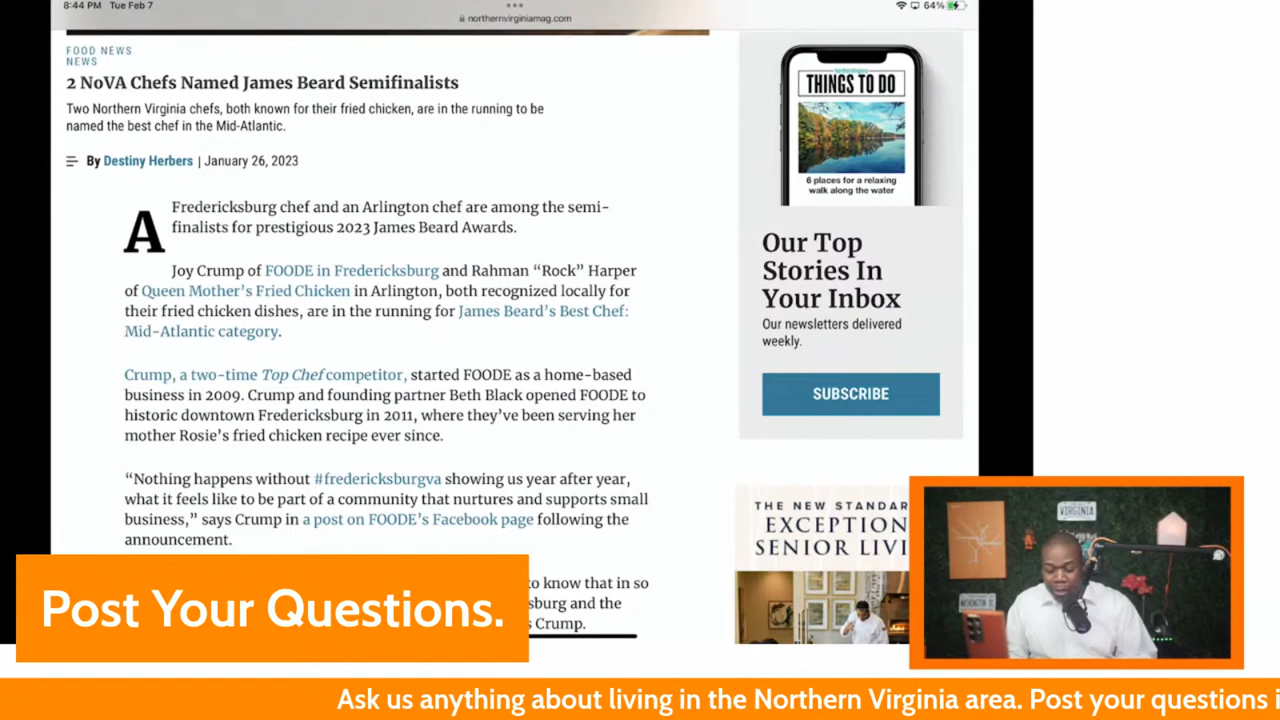 8:44 PM Tue Feb 7
northernvirginiamag.com
64%
FOOD NEWS
NEWS
2 NoVA Chefs Named James Beard Semifinalists
Two Northern Virginia chefs, both known for their fried chicken, are in the running to be
named the best chef in the Mid-Atlantic.
By Destiny Herbers | January 26, 2023
A Fredericksburg chef and an Arlington chef are among the semi-
finalists for prestigious 2023 James Beard Awards.
Joy Crump of FOODE in Fredericksburg and Rahman “Rock” Harper
of Queen Mother’s Fried Chicken in Arlington, both recognized locally for
their fried chicken dishes, are in the running for James Beard’s Best Chef:
Mid-Atlantic category.
Crump, a two-time Top Chef competitor, started FOODE as a home-based
business in 2009. Crump and founding partner Beth Black opened FOODE to
historic downtown Fredericksburg in 2011, where they’ve been serving her
mother Rosie’s fried chicken recipe ever since.
“Nothing happens without #fredericksburgva showing us year after year,
what it feels like to be part of a community that nurtures and supports small
business,” says Crump in a post on FOODE’s Facebook page following the
announcement.
to know that in so
sburg and the
s Crump.
THINGS TO DO
6 places for a relaxing
walk along the water
Our Top
Stories In
Your Inbox
Our newsletters delivered
weekly.
SUBSCRIBE
THE NEW STANDAR
EXCEPTION
SENIOR LIVI
VIRGINIA
Post Your Questions.
Ask us anything about living in the Northern Virginia area. Post your questions i